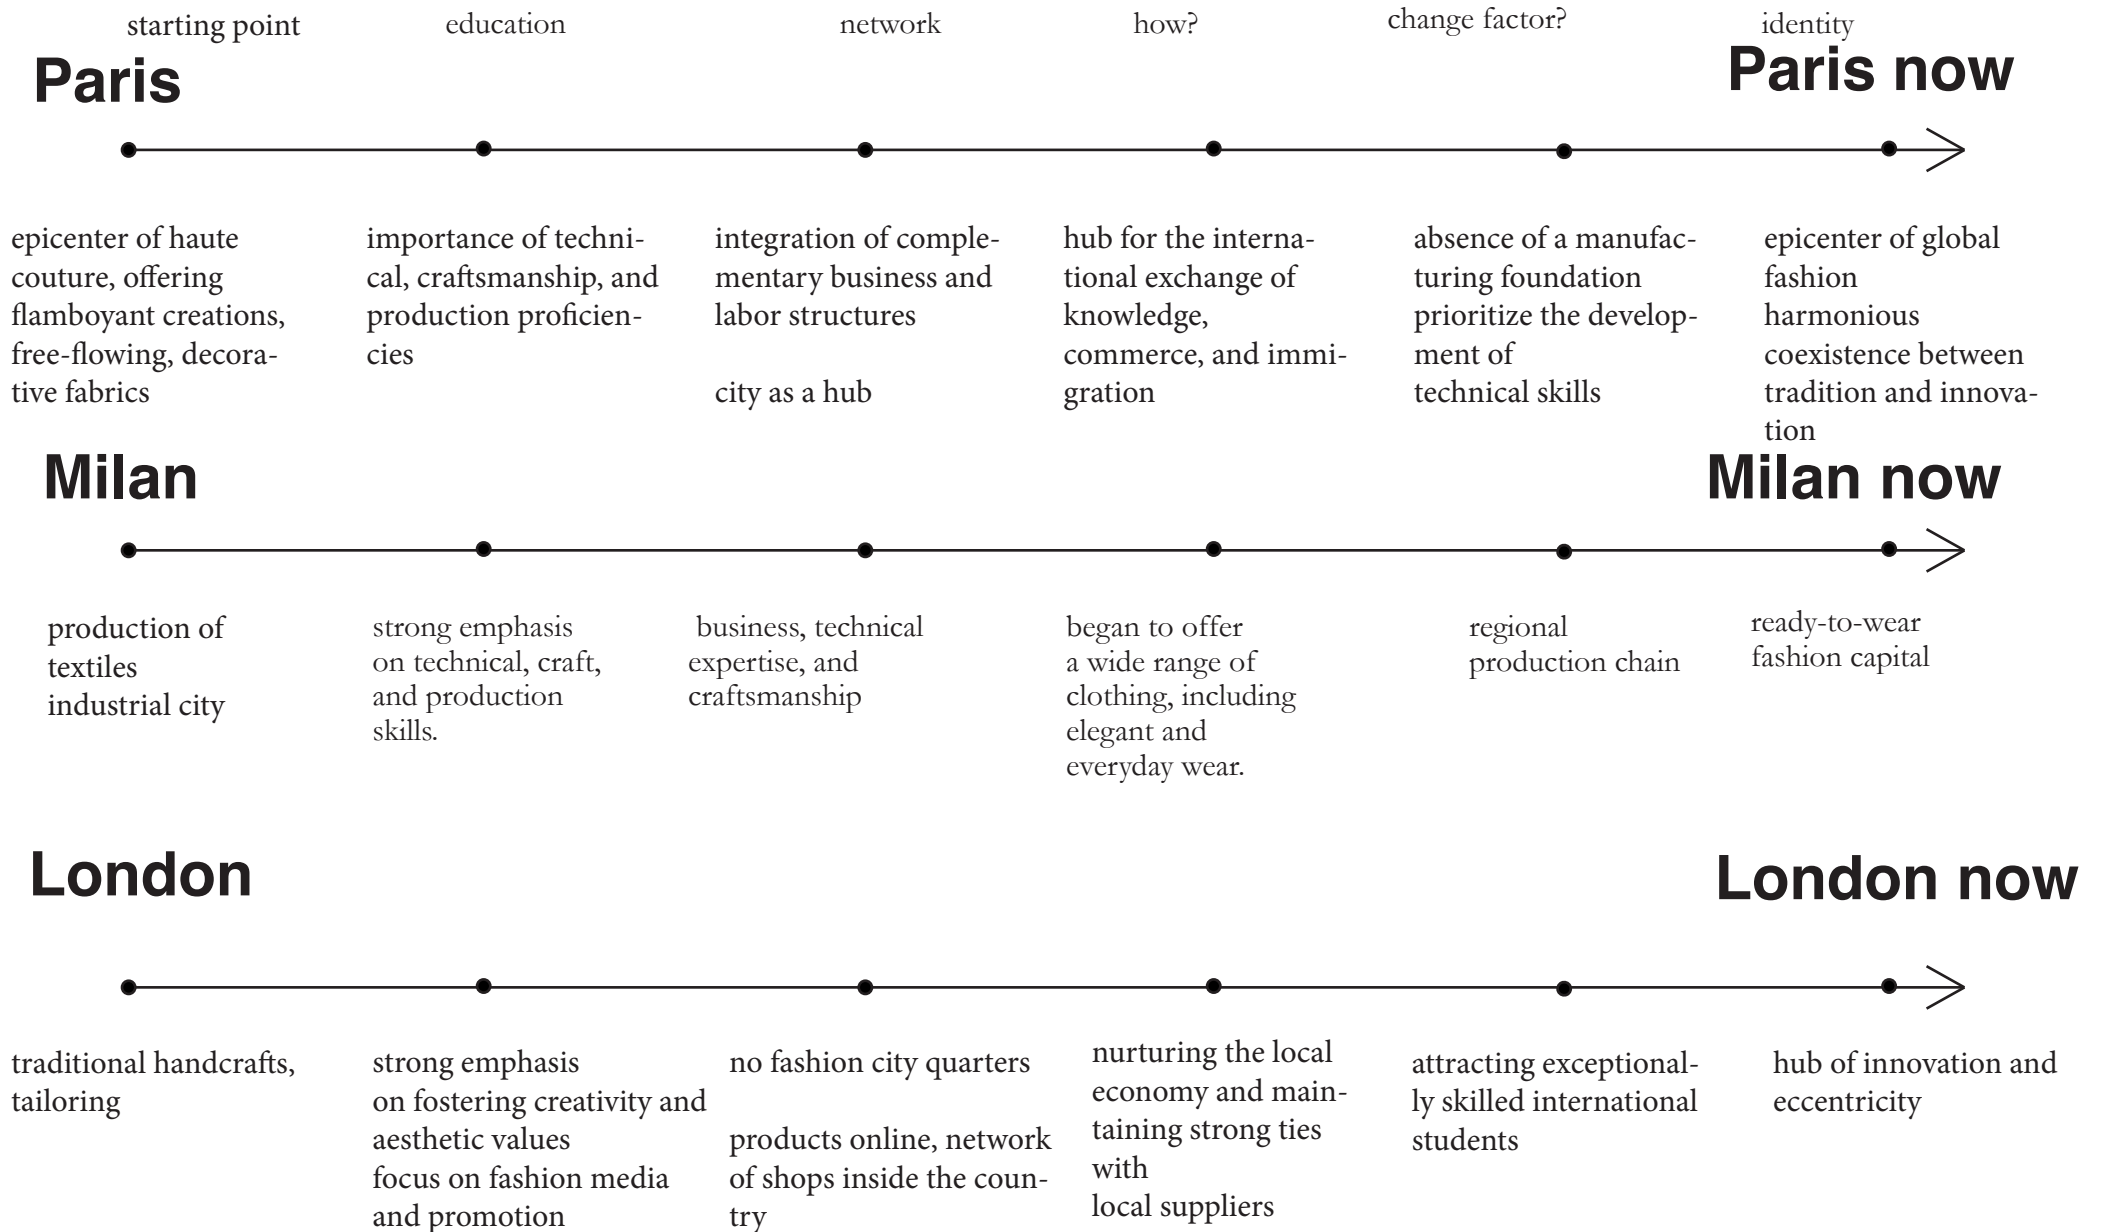 starting point
education
network
how?
change factor?
identity
Paris
Paris now
epicenter of haute
couture, offering
flamboyant creations,
free-flowing, decora-
tive fabrics
importance of techni-
cal, craftsmanship, and
production proficien-
cies
integration of comple-
mentary business and
labor structures
city as a hub
hub for the interna-
tional exchange of
knowledge,
commerce, and immi-
gration
absence of a manufac-
turing foundation
prioritize the develop-
ment of
technical skills
epicenter of global
fashion
harmonious
coexistence between
tradition and innova-
tion
Milan
Milan now
production of
textiles
industrial city
strong emphasis
on technical, craft,
and production
skills.
business, technical
expertise, and
craftsmanship
began to offer
a wide range of
clothing, including
elegant and
everyday wear.
regional
production chain
ready-to-wear
fashion capital
London
London now
traditional handcrafts,
tailoring
strong emphasis
on fostering creativity and
aesthetic values
focus on fashion media
and promotion
no fashion city quarters
products online, network
of shops inside the coun-
try
nurturing the local
economy and main-
taining strong ties
with
local suppliers
attracting exceptional-
ly skilled international
students
hub of innovation and
eccentricity